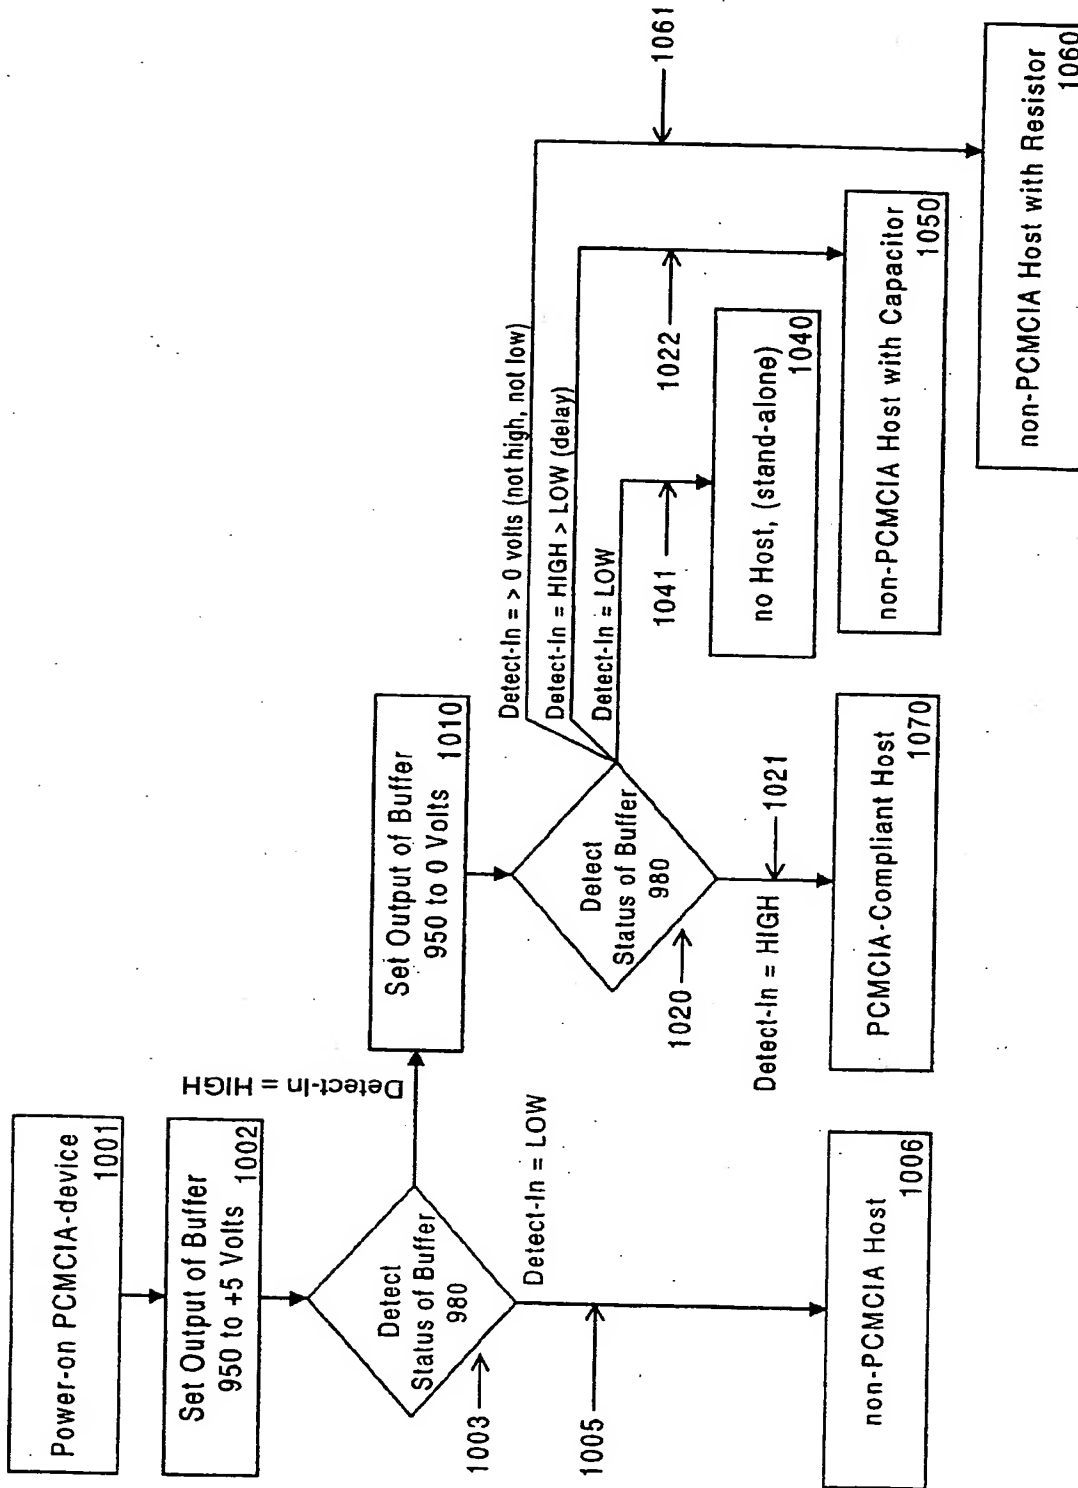 Power-on PCMCIA-device
1001
Set Output of Buffer
950 to +5 Volts 1002
Detect
Status of Buffer
980
1003
Detect-In = HIGH
Detect-In = LOW
1005
non-PCMCIA Host
1006
Set Output of Buffer
950 to 0 Volts 1010
Detect
Status of Buffer
980
1020
Detect-In = HIGH
1021
PCMCIA-Compliant Host
1070
Detect-In = > 0 volts (not high, not low)
Detect-In = HIGH > LOW (delay)
Detect-In = LOW
1041
no Host, (stand-alone)
1040
1022
non-PCMCIA Host with Capacitor
1050
1061
non-PCMCIA Host with Resistor
1060